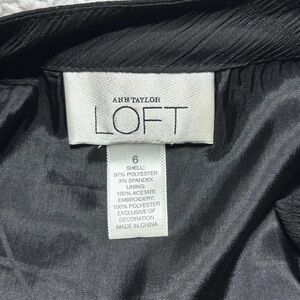 ANN TAYLOR
LOFT
6
SHELL:
97% POLYESTER
3% SPANDEX
LINING:
100% ACETATE
EMBROIDERY:
100% POLYESTER
EXCLUSIVE OF
DECORATION
MADE IN CHINA